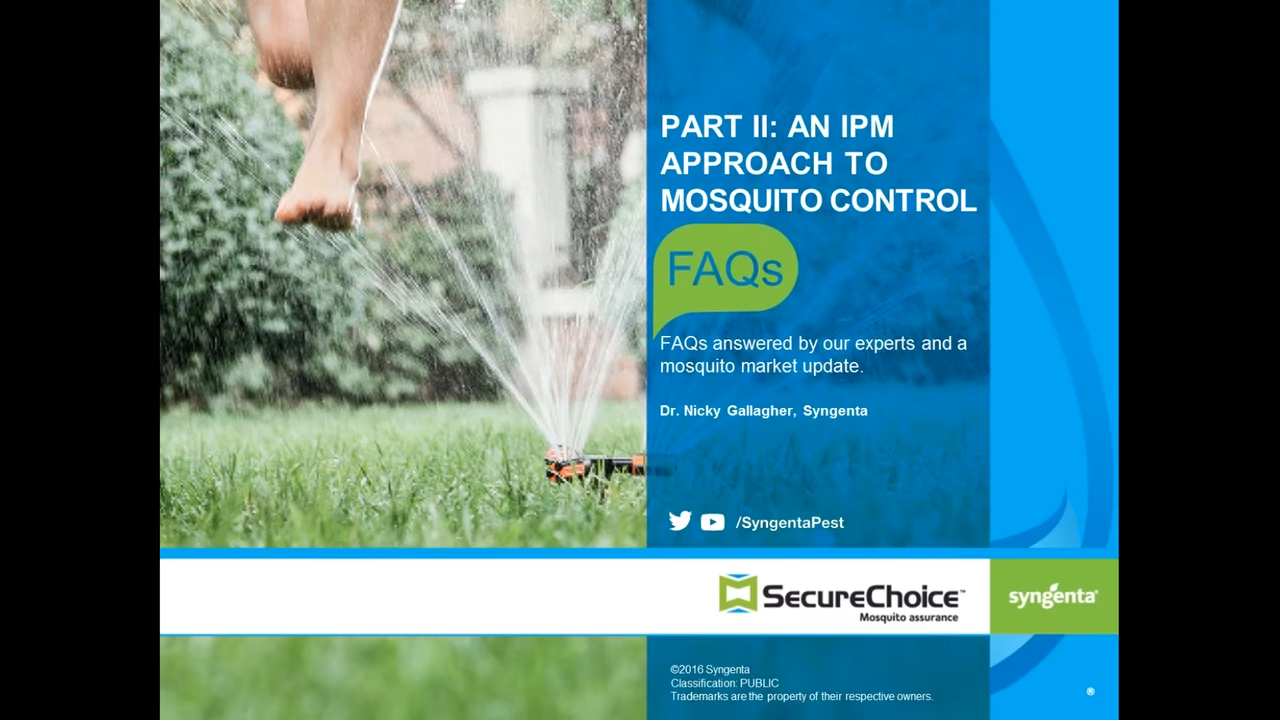 PART II: AN IPM
APPROACH TO
MOSQUITO CONTROL
FAQs
FAQs answered by our experts and a
mosquito market update.
Dr. Nicky Gallagher, Syngenta
/SyngentaPest
SecureChoice™
Mosquito assurance
syngenta®
©2016 Syngenta
Classification: PUBLIC
Trademarks are the property of their respective owners.
®